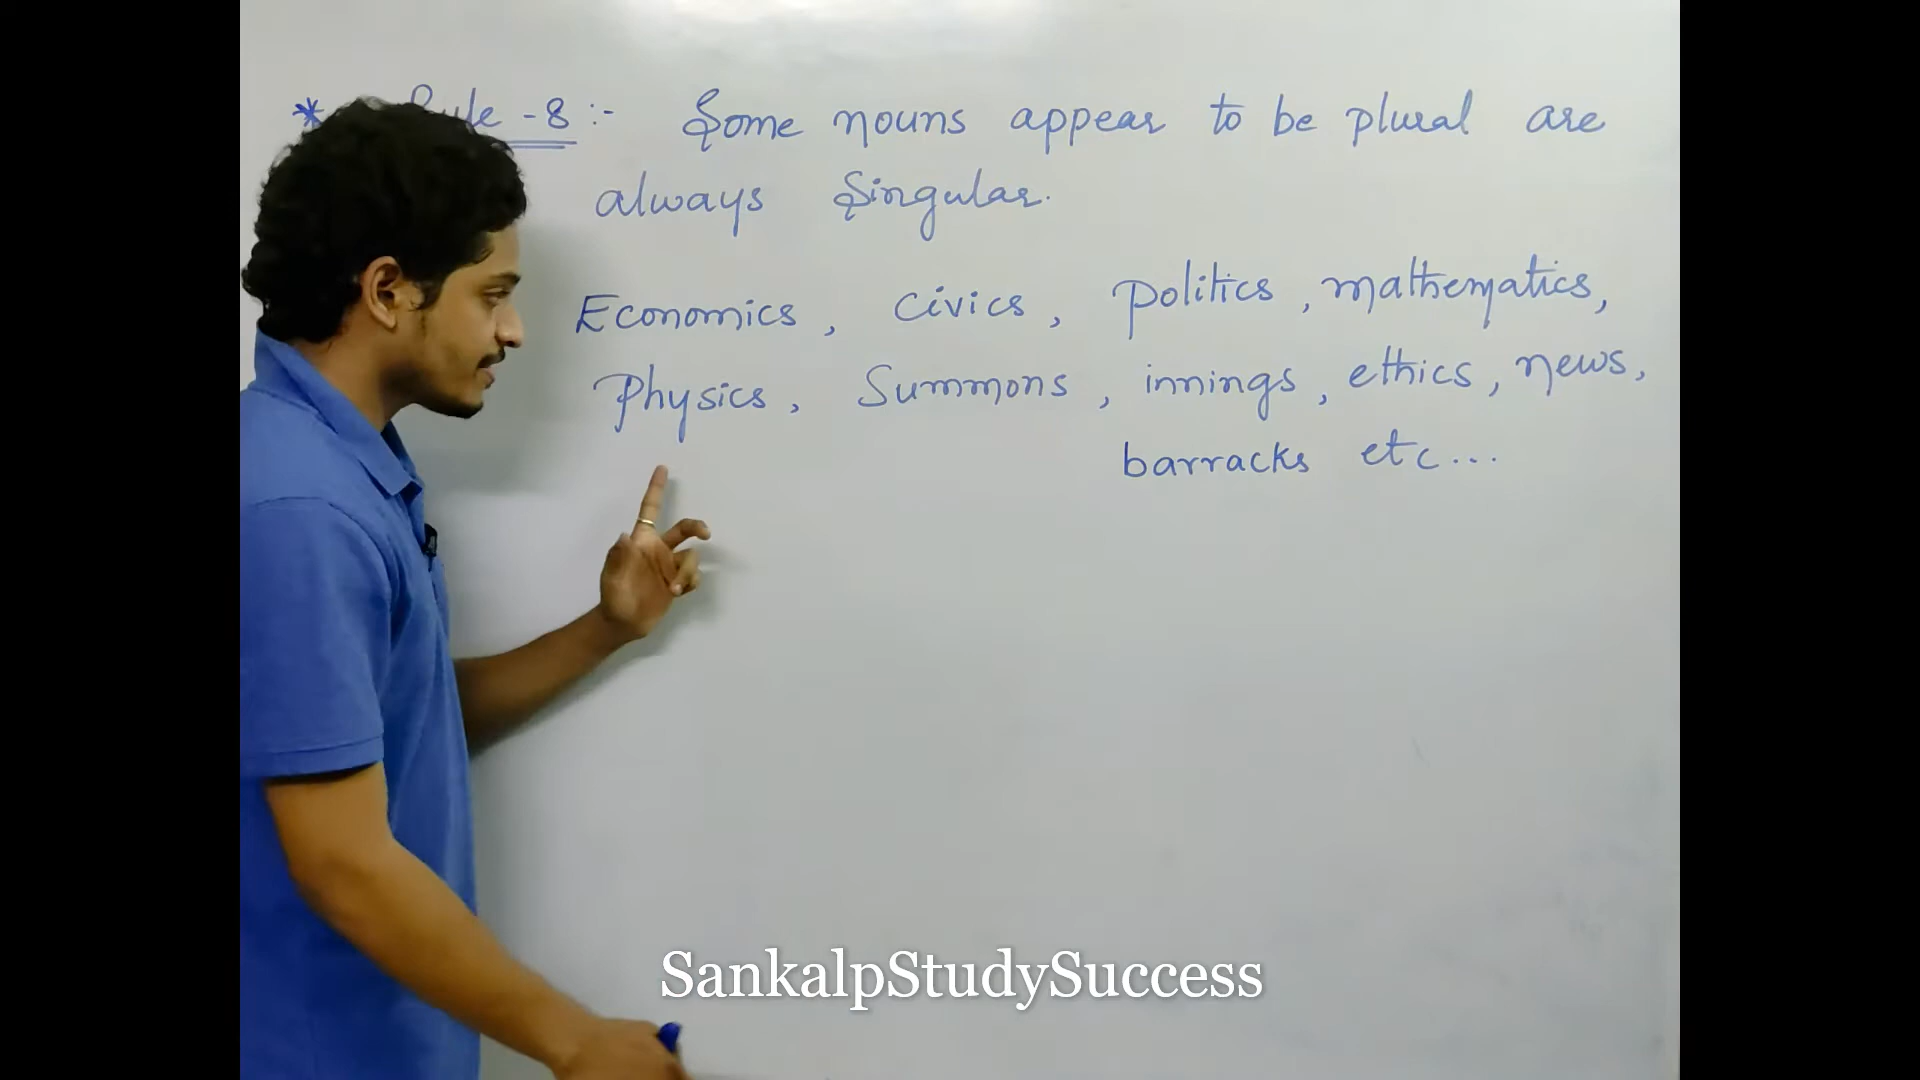 * Rule -8 :- Some nouns appear to be plural are
always Singular.
Economics, Civics, Politics, mathematics,
Physics, Summons, innings, ethics, news,
barracks etc...
SankalpStudySuccess